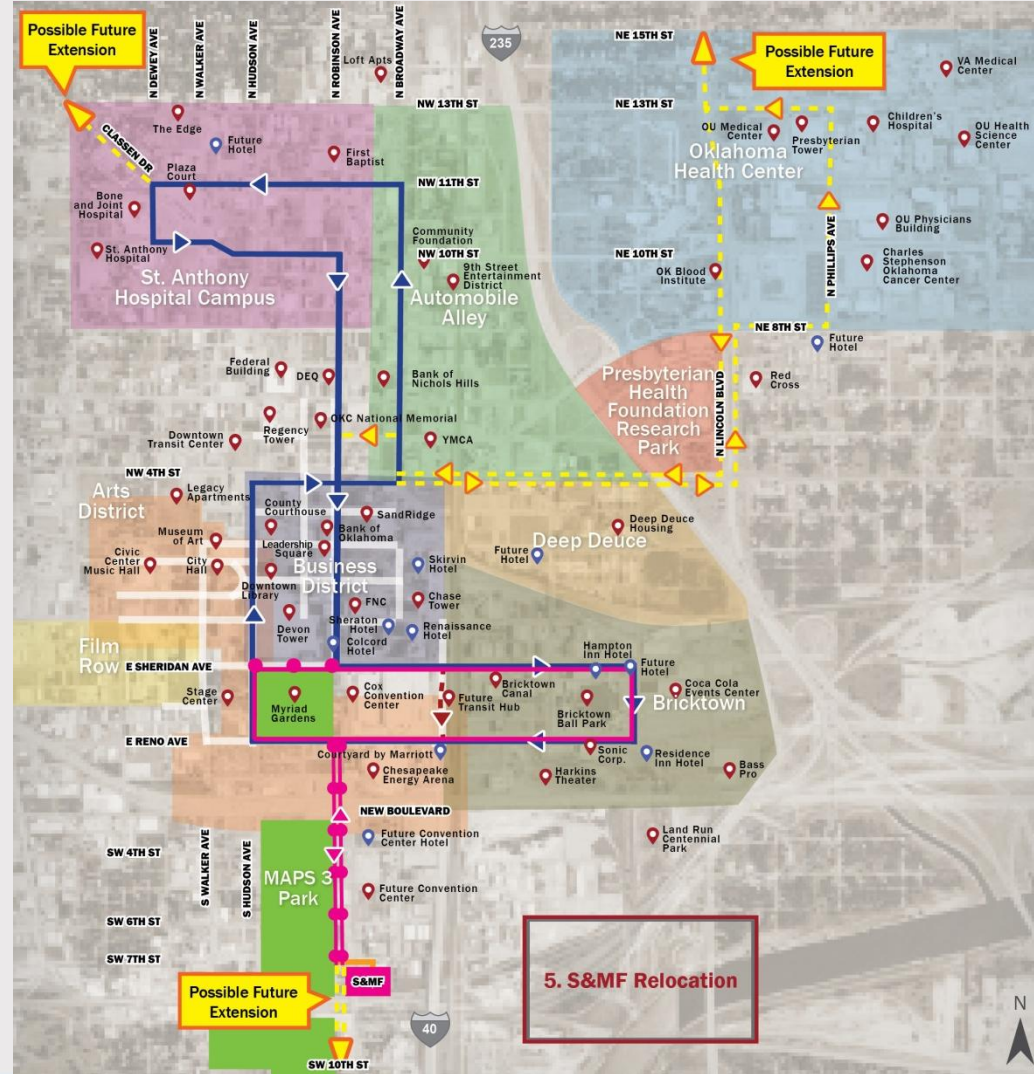 Possible Future
Extension
N DEWEY AVE
N WALKER AVE
N HUDSON AVE
N ROBINSON AVE
N BROADWAY AVE
235
NE 15TH ST
Possible Future
Extension
VA Medical
Center
Loft Apts
NW 13TH ST
NE 13TH ST
CLASSEN DR
The Edge
Future
Hotel
First
Baptist
OU Medical
Center
Presbyterian
Tower
Children's
Hospital
OU Health
Science
Center
Oklahoma
Health Center
Plaza
Court
NW 11TH ST
Bone
and Joint
Hospital
St. Anthony
Hospital
St. Anthony
Hospital Campus
Community
Foundation
NW 10TH ST
9th Street
Entertainment
District
Automobile
Alley
NE 10TH ST
OK Blood
Institute
N PHILLIPS AVE
OU Physicians
Building
Charles
Stephenson
Oklahoma
Cancer Center
NE 8TH ST
Future
Hotel
Federal
Building
DEQ
Bank of
Nichols Hills
Presbyterian
Health
Foundation
Research
Park
N LINCOLN BLVD
Red
Cross
Regency
Tower
OKC National Memorial
Downtown
Transit Center
YMCA
NW 4TH ST
Arts
District
Legacy
Apartments
County
Courthouse
SandRidge
Bank of
Oklahoma
Museum
of Art
Leadership
Square
Civic
Center
Music Hall
City
Hall
Business
District
Downtown
Library
Skirvin
Hotel
Deep Deuce
Housing
Deep Deuce
Future
Hotel
Devon
Tower
FNC
Chase
Tower
Sheraton
Hotel
Renaissance
Hotel
Colcord
Hotel
Film
Row
E SHERIDAN AVE
Hampton
Inn Hotel
Future
Hotel
Stage
Center
Myriad
Gardens
Cox
Convention
Center
Future
Transit Hub
Bricktown
Canal
Bricktown
Ball Park
Coca Cola
Events Center
Bricktown
E RENO AVE
Courtyard by Marriott
Chesapeake
Energy Arena
Sonic
Corp.
Harkins
Theater
Residence
Inn Hotel
Bass
Pro
NEW BOULEVARD
S WALKER AVE
S HUDSON AVE
SW 4TH ST
Future Convention
Center Hotel
Land Run
Centennial
Park
MAPS 3
Park
Future Convention
Center
SW 6TH ST
SW 7TH ST
S&MF
5. S&MF Relocation
Possible Future
Extension
40
SW 10TH ST
N